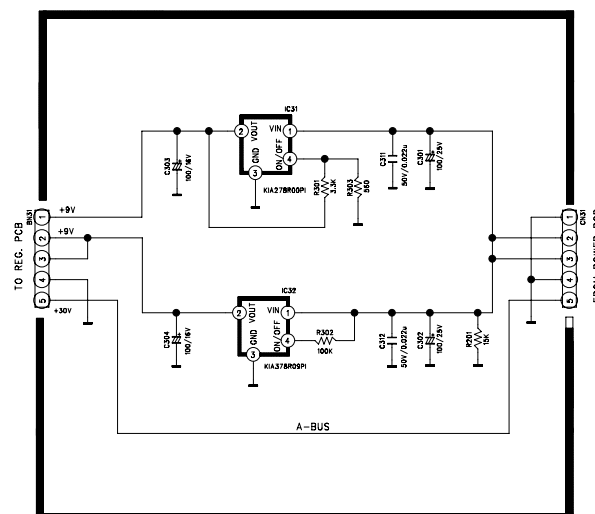 IC31
2
VOUT
VIN
1
GND
ON/OFF
4
3
KIA278R00PI
C303
100/16V
R301
3.3K
R303
560
C311
50V/0.022u
C301
100/25V
TO REG. PCB
BN31
1
2
3
4
5
+9V
+9V
+30V
CN31
1
2
3
4
5
IC32
2
VOUT
VIN
1
GND
ON/OFF
4
3
KIA378R09PI
C304
100/16V
R302
100K
C312
50V/0.022u
C302
100/25V
R201
15K
A-BUS